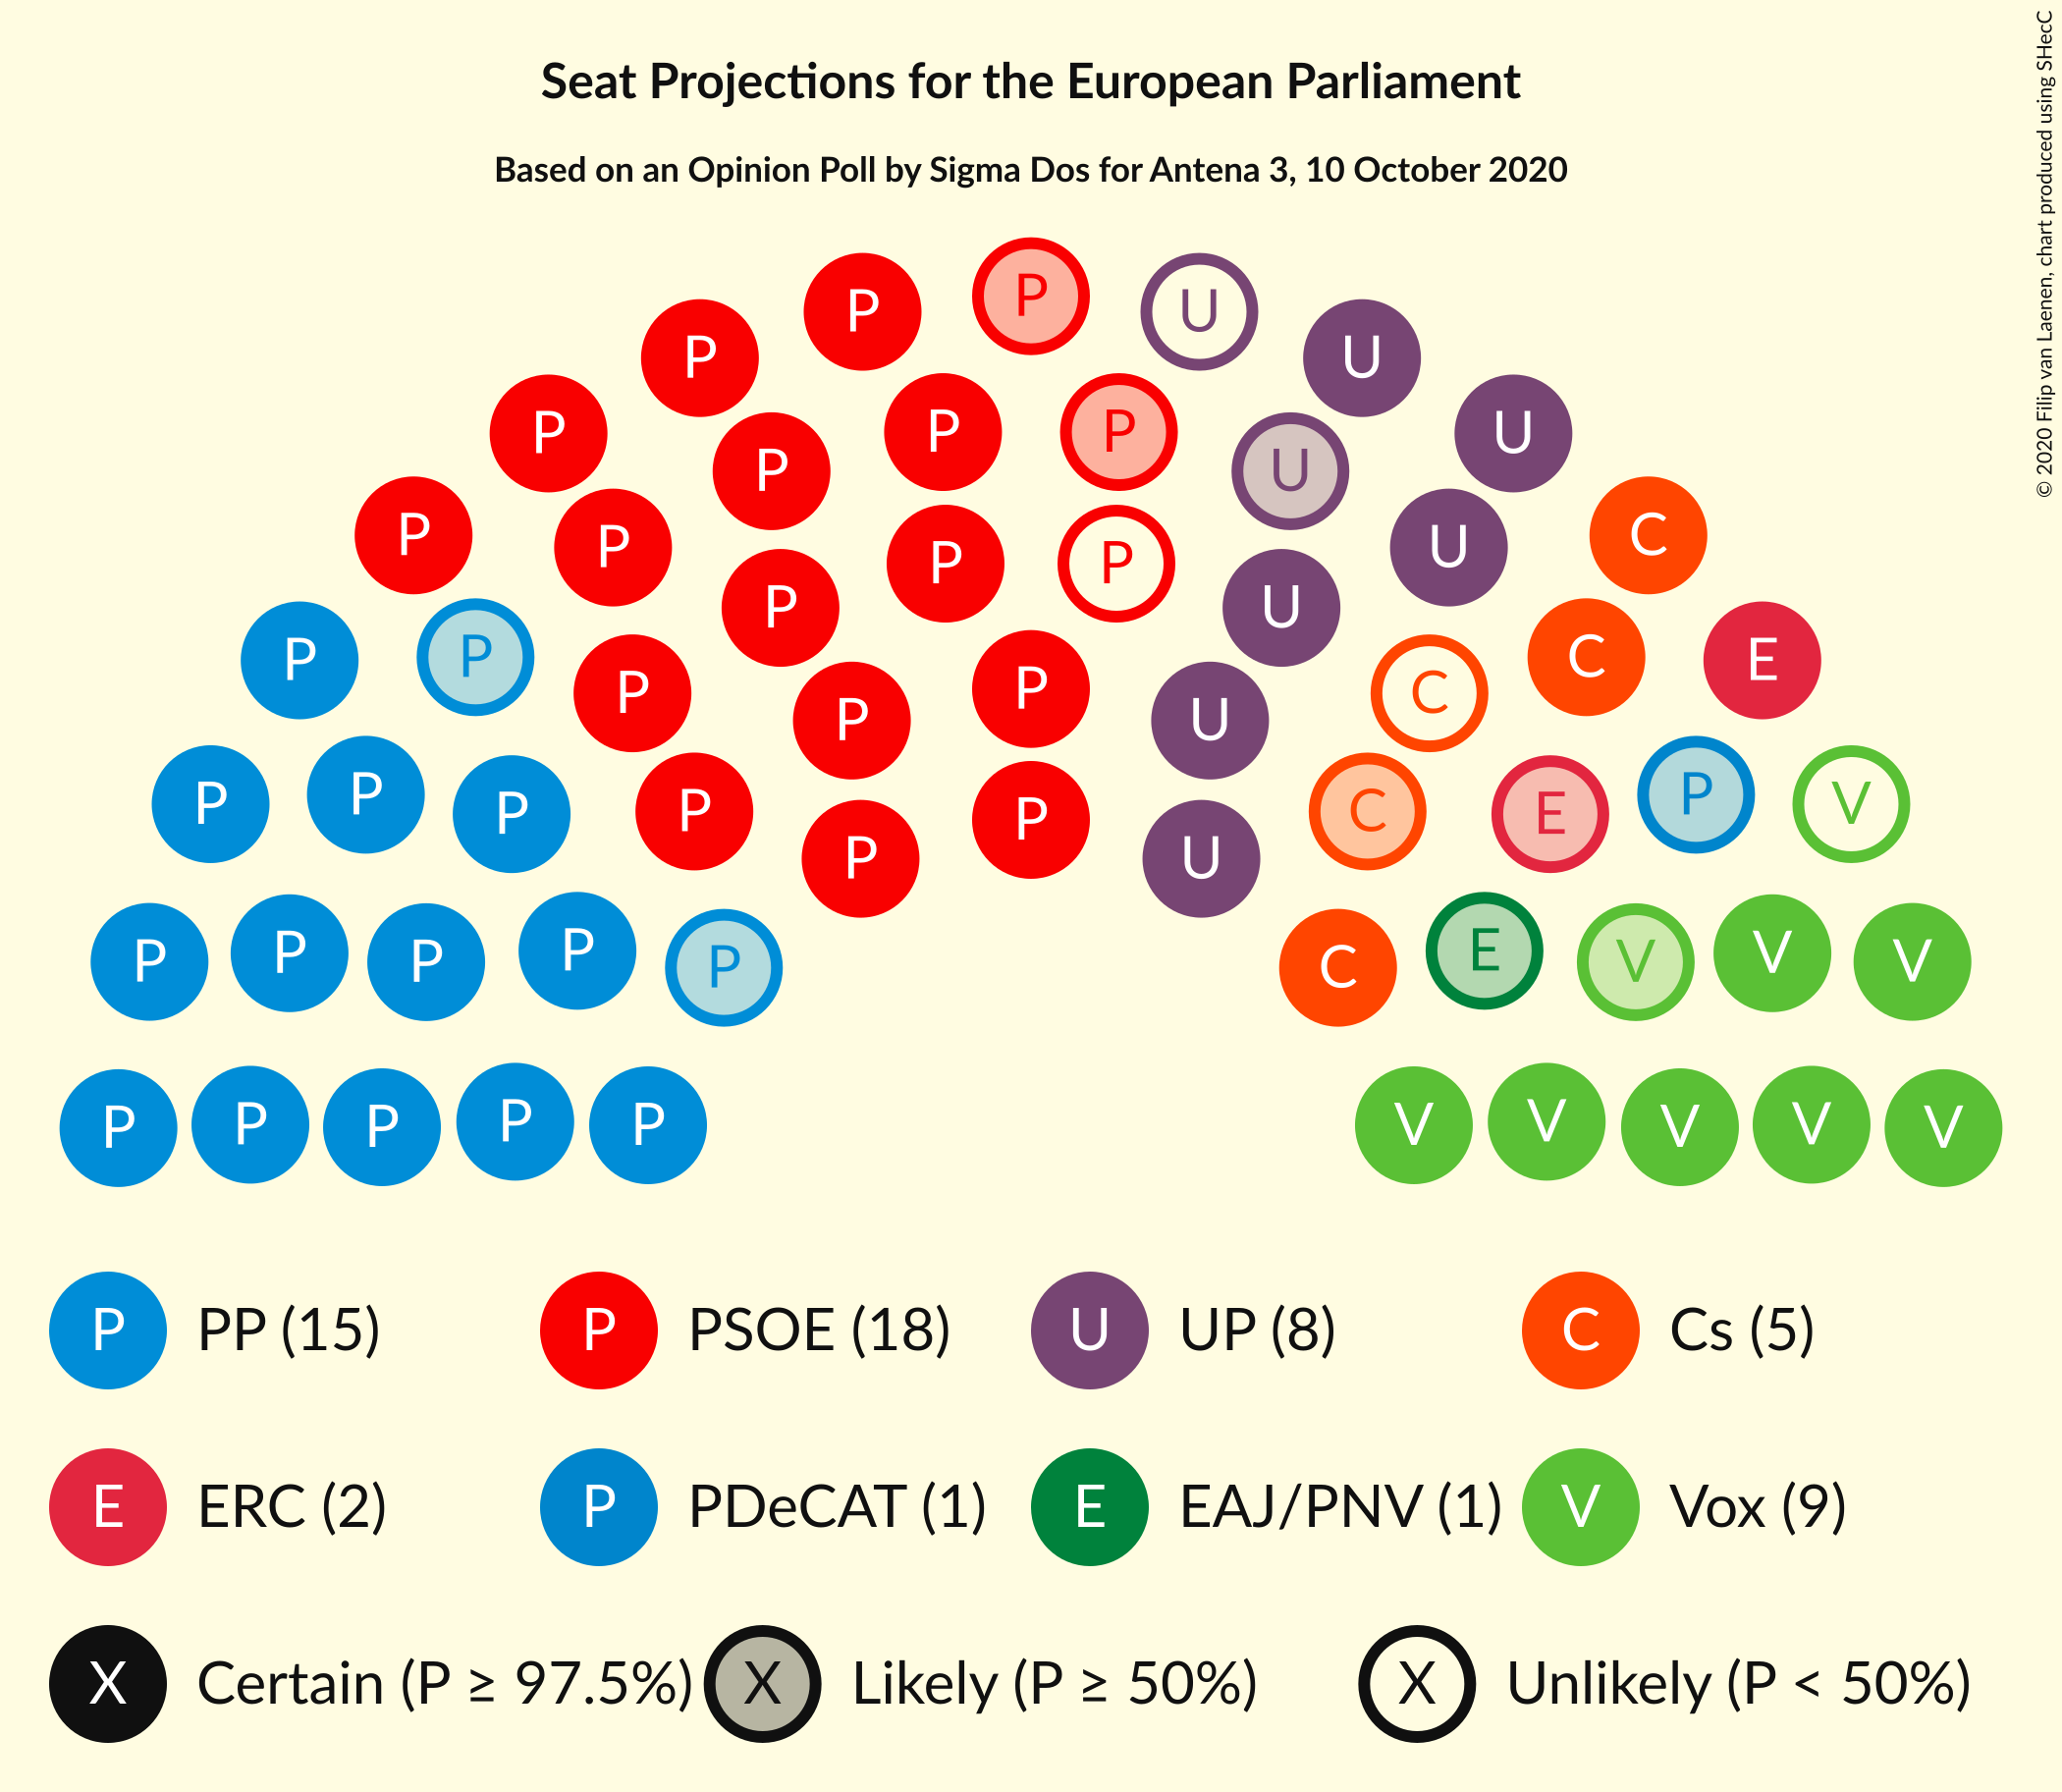 Seat Projections for the European Parliament
Based on an Opinion Poll by Sigma Dos for Antena 3, 10 October 2020
© 2020 Filip van Laenen, chart produced using SHecC
P
P U
P U
P P
P U
P U
P P
P C
P U
P P
P U
P P
P C E
P
P C
P U
P C
P V
P P
P E
P
P U
P E
P V
P V
P V
P C
P V
P V
P V
P V
P V
P PP (15) P PSOE (18) U UP (8) C Cs (5)
E ERC (2) P PDeCAT (1) E EAJ/PNV (1) V Vox (9)
X Certain (P ≥ 97.5%) X Likely (P ≥ 50%) X Unlikely (P < 50%)